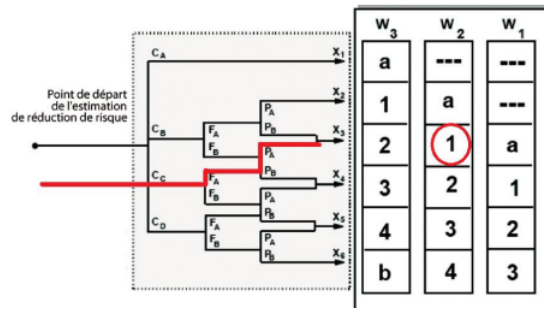 W3 W2 W1
CA X1 a --- ---
Point de départ
de l'estimation
de réduction de risque
X2 1 a ---
PA
CB FA PB X3 2 1 a
FB PA
CC FA PB X4 3 2 1
FB PA
FA PB X5 4 3 2
CD FB PA
PB X6 b 4 3